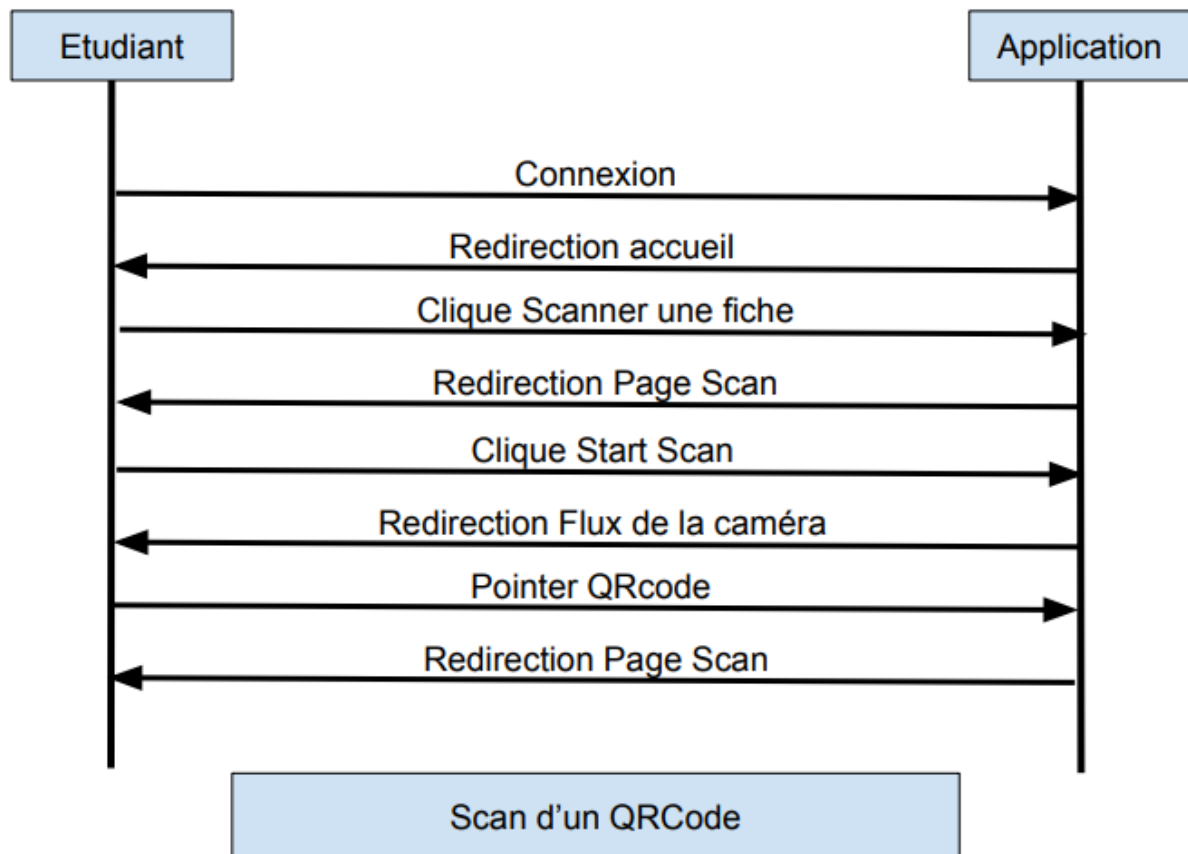 Etudiant
Application
Connexion
Redirection accueil
Clique Scanner une fiche
Redirection Page Scan
Clique Start Scan
Redirection Flux de la caméra
Pointer QRcode
Redirection Page Scan
Scan d'un QRCode